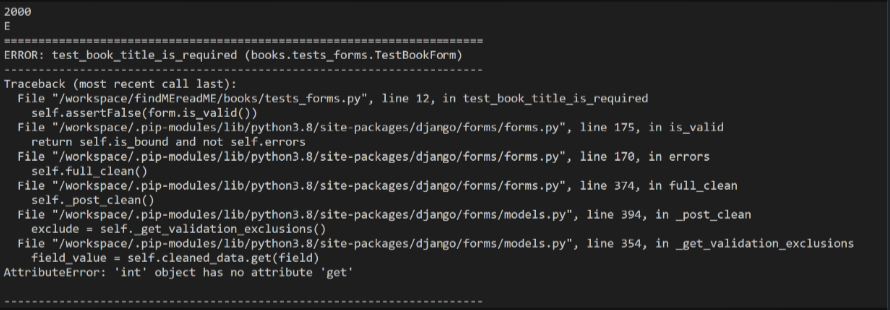 2000
E
======================================================================
ERROR: test_book_title_is_required (books.tests_forms.TestBookForm)
----------------------------------------------------------------------
Traceback (most recent call last):
  File "/workspace/findMEreadME/books/tests_forms.py", line 12, in test_book_title_is_required
    self.assertFalse(form.is_valid())
  File "/workspace/.pip-modules/lib/python3.8/site-packages/django/forms/forms.py", line 175, in is_valid
    return self.is_bound and not self.errors
  File "/workspace/.pip-modules/lib/python3.8/site-packages/django/forms/forms.py", line 170, in errors
    self.full_clean()
  File "/workspace/.pip-modules/lib/python3.8/site-packages/django/forms/forms.py", line 374, in full_clean
    self._post_clean()
  File "/workspace/.pip-modules/lib/python3.8/site-packages/django/forms/models.py", line 394, in _post_clean
    exclude = self._get_validation_exclusions()
  File "/workspace/.pip-modules/lib/python3.8/site-packages/django/forms/models.py", line 354, in _get_validation_exclusions
    field_value = self.cleaned_data.get(field)
AttributeError: 'int' object has no attribute 'get'

----------------------------------------------------------------------